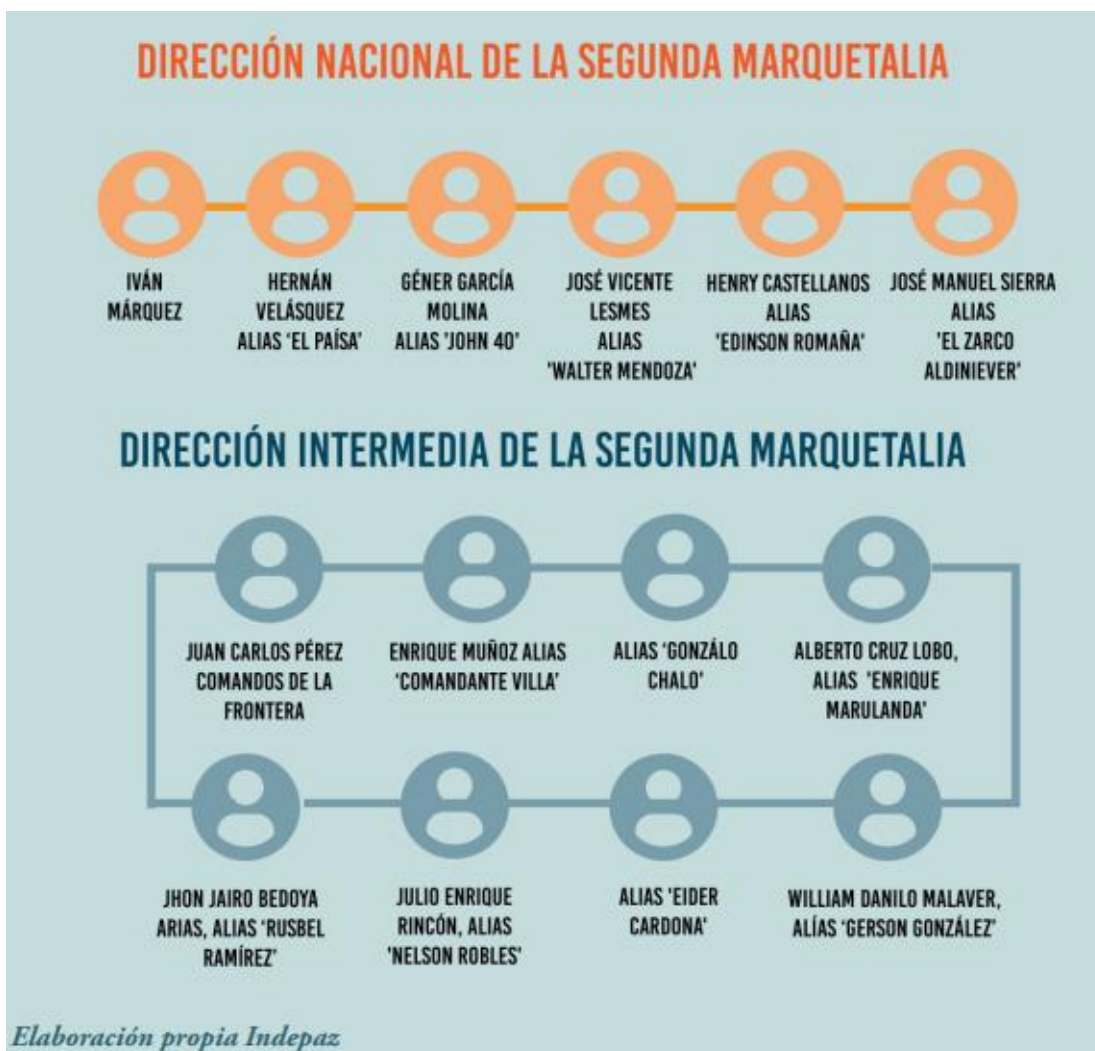 DIRECCIÓN NACIONAL DE LA SEGUNDA MARQUETALIA
IVÁN
MÁRQUEZ
HERNÁN
VELÁSQUEZ
ALIAS ‘EL PAÍSA’
GÉNER GARCÍA
MOLINA
ALIAS 'JOHN 40'
JOSÉ VICENTE
LESMES
ALIAS
'WALTER MENDOZA'
HENRY CASTELLANOS
ALIAS
'EDINSON ROMAÑA'
JOSÉ MANUEL SIERRA
ALIAS
'EL ZARCO
ALDINIEVER'
DIRECCIÓN INTERMEDIA DE LA SEGUNDA MARQUETALIA
JUAN CARLOS PÉREZ
COMANDOS DE LA
FRONTERA
ENRIQUE MUÑOZ ALIAS
‘COMANDANTE VILLA’
ALIAS ‘GONZÁLO
CHALO’
ALBERTO CRUZ LOBO,
ALIAS 'ENRIQUE
MARULANDA'
JHON JAIRO BEDOYA
ARIAS, ALIAS ‘RUSBEL
RAMÍREZ’
JULIO ENRIQUE
RINCÓN, ALIAS
'NELSON ROBLES'
ALIAS 'EIDER
CARDONA'
WILLIAM DANILO MALAVER,
ALÍAS ‘GERSON GONZÁLEZ’
Elaboración propia Indepaz